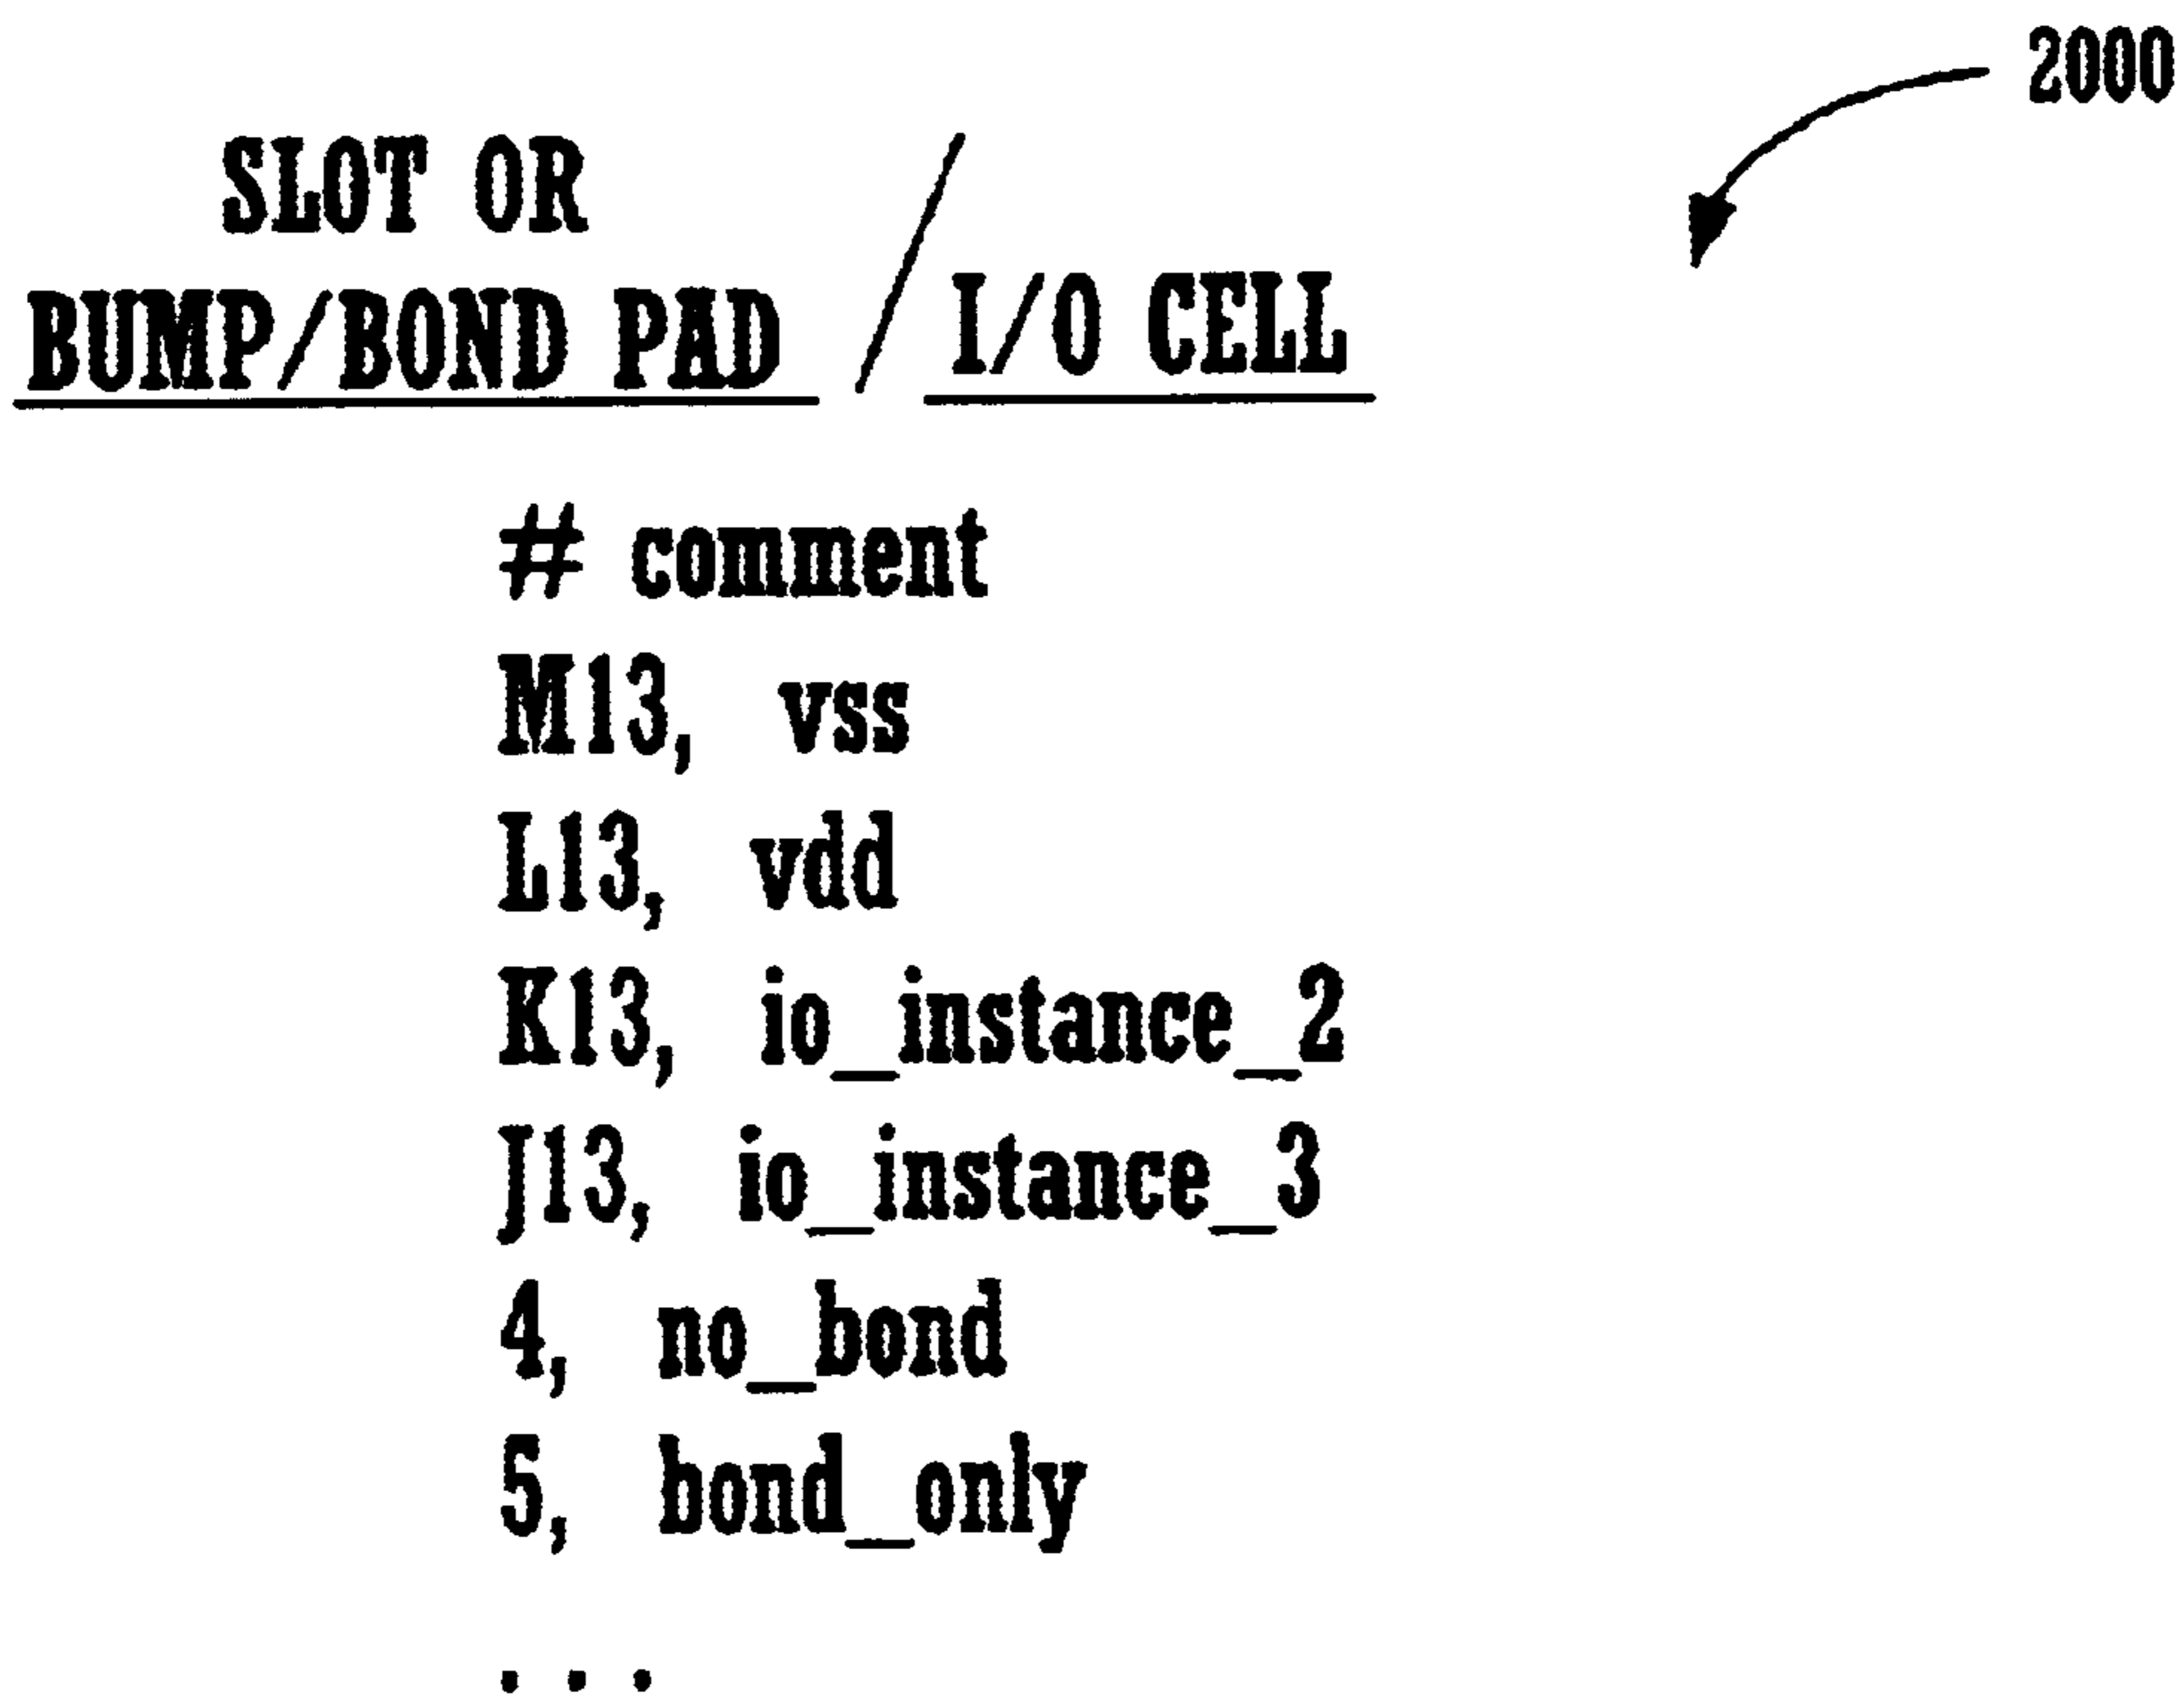 2000
SLOT OR
BUMP/BOND PAD / I/O CELL
# comment
M13, vss
L13, vdd
K13, io_instance_2
J13, io_instance_3
4, no_bond
5, bond_only
. . .